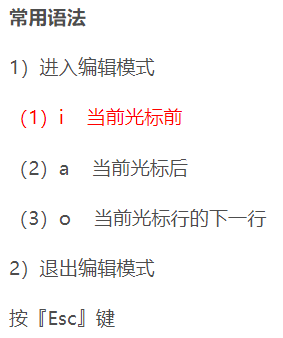 常用语法
1）进入编辑模式
（1）i 当前光标前
（2）a 当前光标后
（3）o 当前光标行的下一行
2）退出编辑模式
按『Esc』键